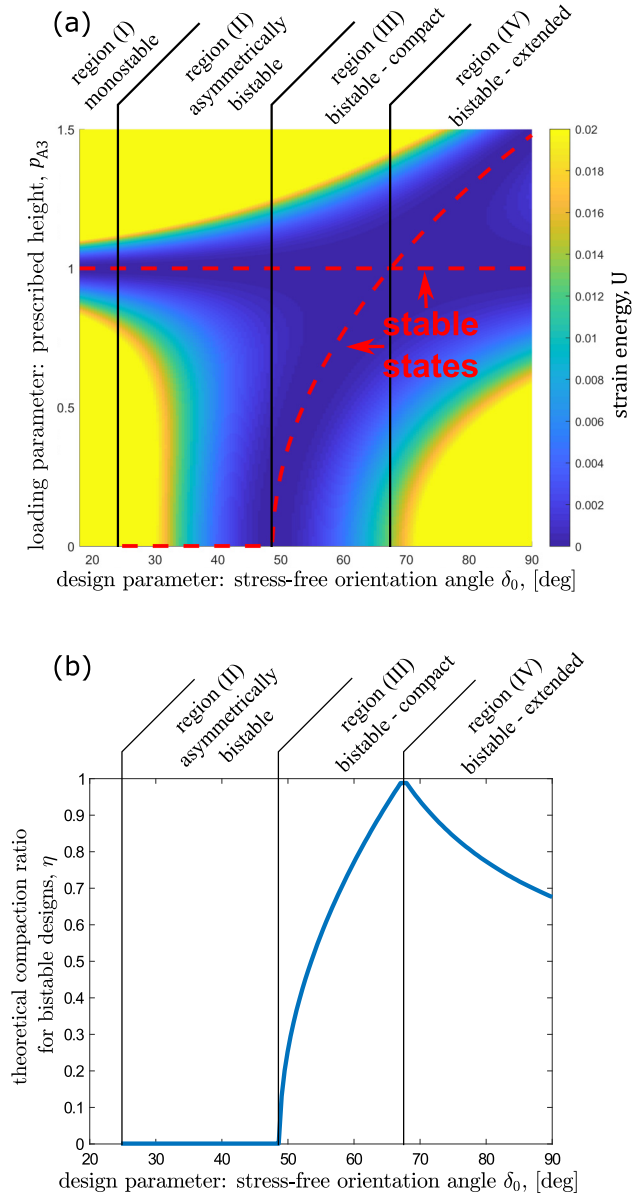 (a)
region (I)
monostable
region (II)
asymmetrically
bistable
region (III)
bistable - compact
region (IV)
bistable - extended
loading parameter: prescribed height, pA3
1.5
1
0.5
0
20 30 40 50 60 70 80 90
design parameter: stress-free orientation angle δ0, [deg]
stable
states
0.02
0.018
0.016
0.014
0.012
0.01
0.008
0.006
0.004
0.002
0
strain energy, U
(b)
region (II)
asymmetrically
bistable
region (III)
bistable - compact
region (IV)
bistable - extended
theoretical compaction ratio
for bistable designs, η
1
0.9
0.8
0.7
0.6
0.5
0.4
0.3
0.2
0.1
0
20 30 40 50 60 70 80 90
design parameter: stress-free orientation angle δ0, [deg]